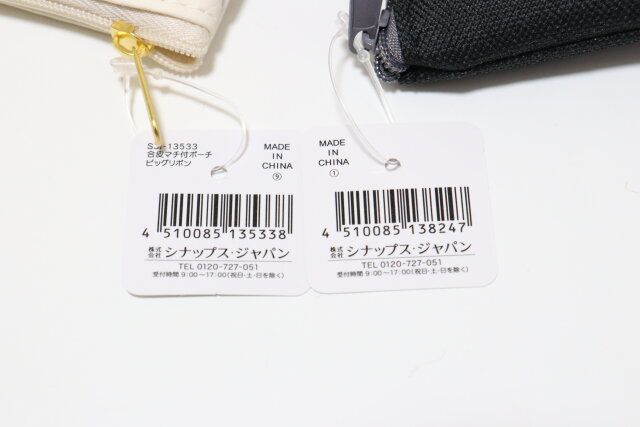 13533
合皮マチ付ポーチ
ビッグリボン
MADE
IN
CHINA
⑨
4 510085 135338
株式会社 シナップス・ジャパン
TEL 0120-727-051
受付時間 9:00〜17:00(祝日・土・日を除く)
MADE
IN
CHINA
①
4 510085 138247
株式会社 シナップス・ジャパン
TEL 0120-727-051
受付時間 9:00〜17:00(祝日・土・日を除く)